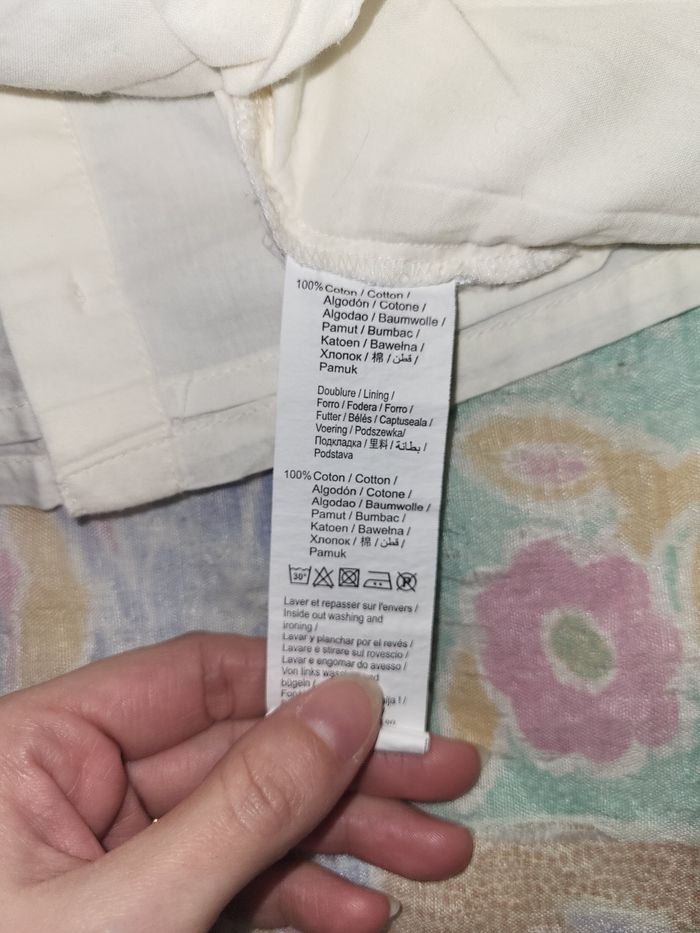 100% Coton / Cotton /
Algodón / Cotone /
Algodao / Baumwolle /
Pamut / Bumbac /
Katoen / Bawełna /
Хлопок / 棉 / قطن /
Pamuk
Doublure / Lining /
Forro / Fodera / Forro /
Futter / Bélés / Captuseala /
Voering / Podszewka/
Подкладка / 里料 / بطانة /
Podstava
100% Coton / Cotton /
Algodón / Cotone /
Algodao / Baumwolle /
Pamut / Bumbac /
Katoen / Bawełna /
Хлопок / 棉 / قطن /
Pamuk
30°
Laver et repasser sur l'envers /
Inside out washing and
ironing /
Lavar y planchar por el revés /
Lavare e stirare sul rovescio /
Lavar e engomar do avesso /
Von links
bügeln /